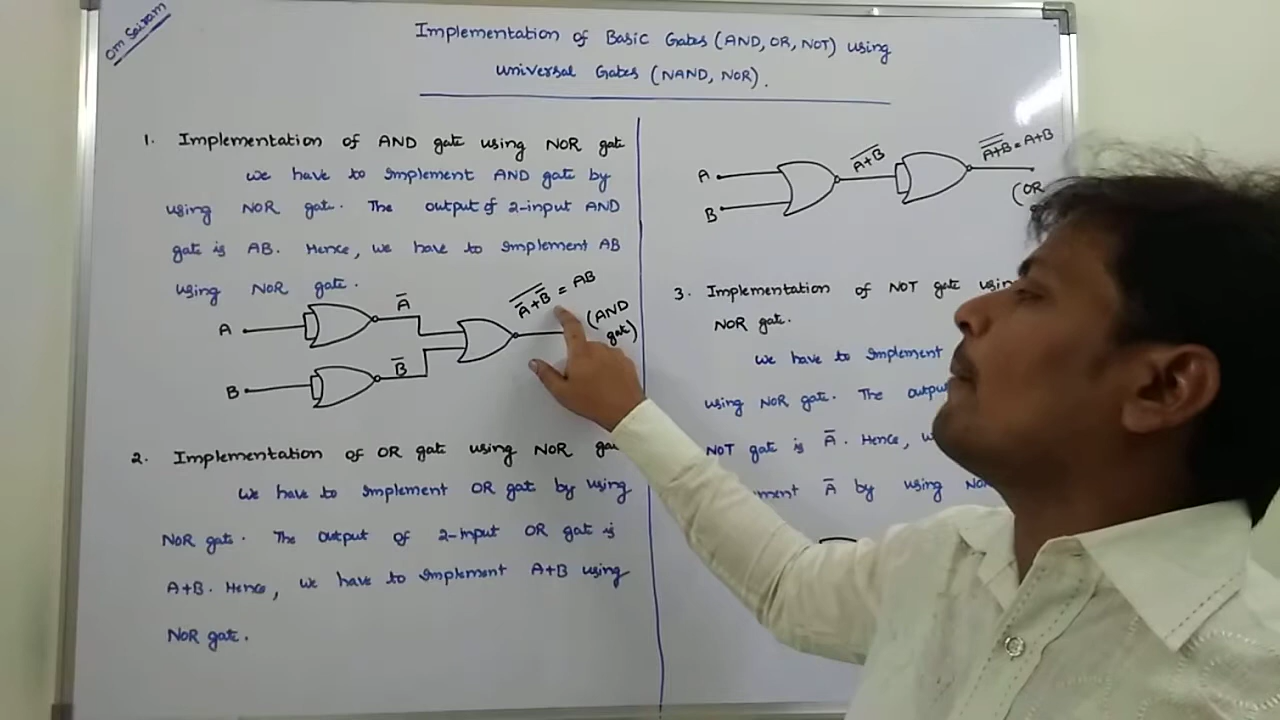 Om Sairam
Implementation of Basic Gates (AND, OR, NOT) using
Universal Gates (NAND, NOR).
1. Implementation of AND gate using NOR gate
We have to implement AND gate by
using NOR gate. The output of 2-input AND
gate is AB. Hence, we have to implement AB
using NOR gate.
A
A̅
B
B̅
\overline{A̅+B̅} = AB
(AND
gate)
2. Implementation of OR gate using NOR
We have to implement OR gate by using
NOR gate. The output of 2-input OR gate is
A+B. Hence, we have to implement A+B using
NOR gate.
A
B
\overline{A+B}
\overline{\overline{A+B}} = A+B
(OR
3. Implementation of NOT gate
NOR gate.
We have to implement
using NOR gate. The
NOT gate is A̅. Hence,
A̅ by using